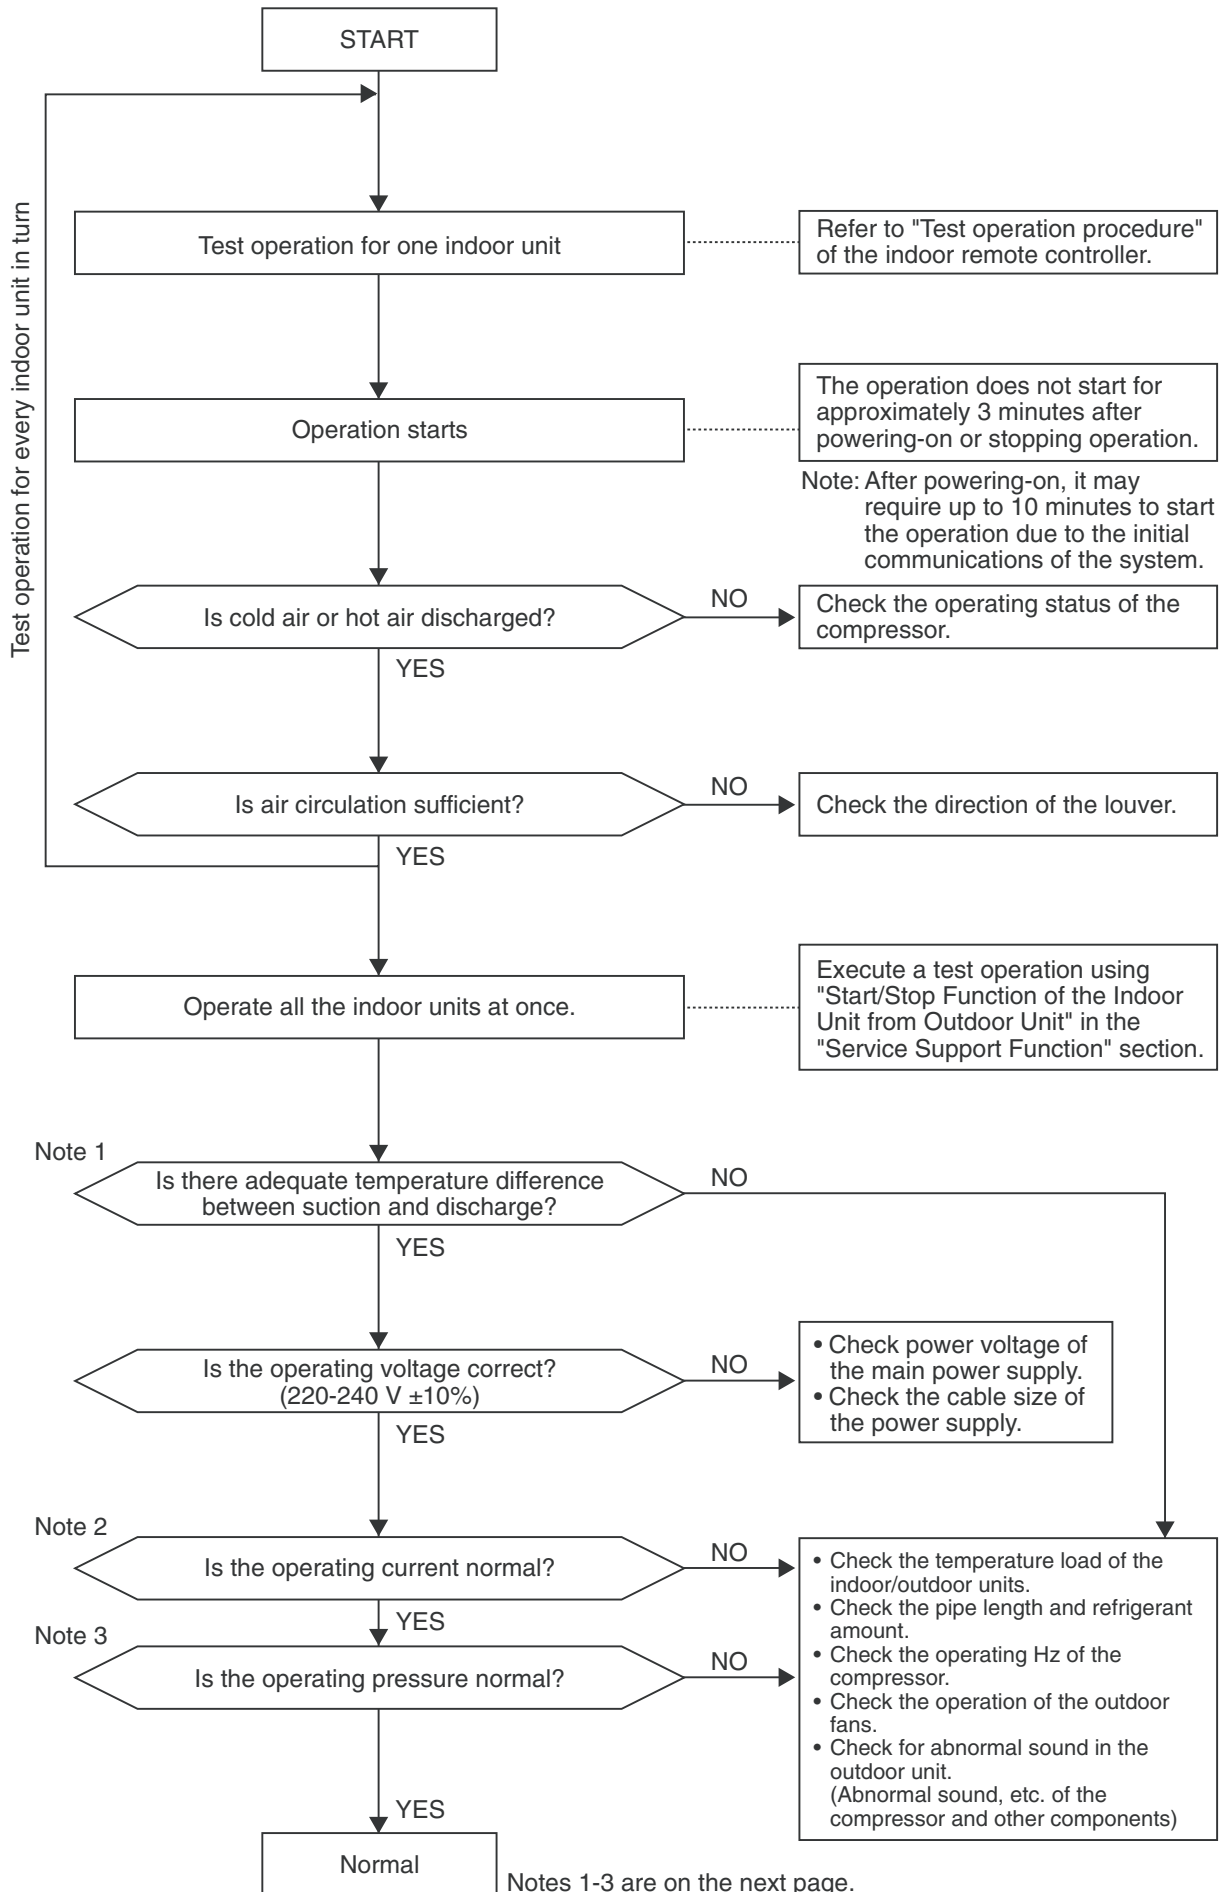 START
Test operation for every indoor unit in turn
Test operation for one indoor unit
Refer to "Test operation procedure"
of the indoor remote controller.
Operation starts
The operation does not start for
approximately 3 minutes after
powering-on or stopping operation.
Note: After powering-on, it may
require up to 10 minutes to start
the operation due to the initial
communications of the system.
Is cold air or hot air discharged?
NO
Check the operating status of the
compressor.
YES
Is air circulation sufficient?
NO
Check the direction of the louver.
YES
Operate all the indoor units at once.
Execute a test operation using
"Start/Stop Function of the Indoor
Unit from Outdoor Unit" in the
"Service Support Function" section.
Note 1
Is there adequate temperature difference
between suction and discharge?
NO
YES
Is the operating voltage correct?
(220-240 V ±10%)
NO
• Check power voltage of
the main power supply.
• Check the cable size of
the power supply.
YES
Note 2
Is the operating current normal?
NO
YES
Note 3
Is the operating pressure normal?
NO
• Check the temperature load of the
indoor/outdoor units.
• Check the pipe length and refrigerant
amount.
• Check the operating Hz of the
compressor.
• Check the operation of the outdoor
fans.
• Check for abnormal sound in the
outdoor unit.
(Abnormal sound, etc. of the
compressor and other components)
YES
Normal
Notes 1-3 are on the next page.